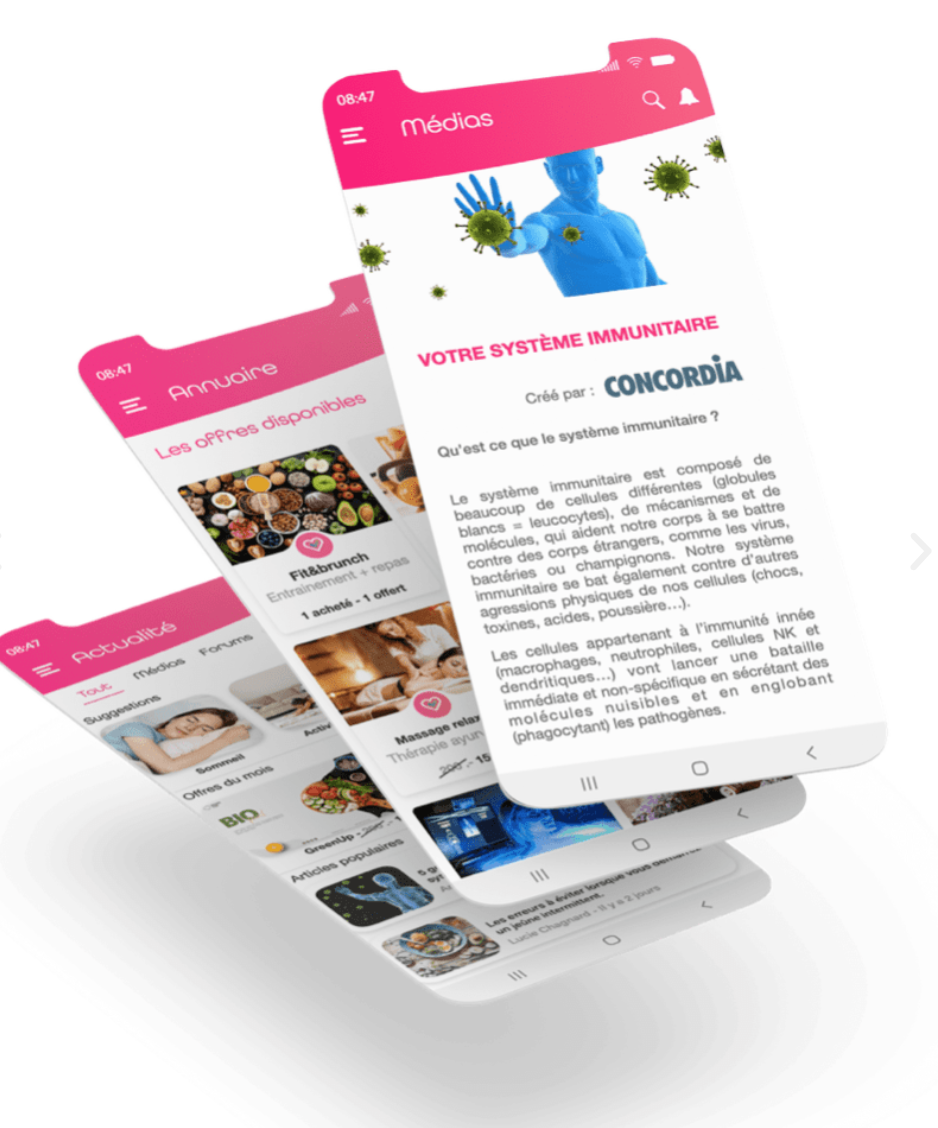 08:47
Médias
VOTRE SYSTÈME IMMUNITAIRE
Créé par : CONCORDiA
Qu'est ce que le système immunitaire ?
Le système immunitaire est composé de
beaucoup de cellules différentes (globules
blancs = leucocytes), de mécanismes et de
molécules, qui aident notre corps à se battre
contre des corps étrangers, comme les virus,
bactéries ou champignons. Notre système
immunitaire se bat également contre d'autres
agressions physiques de nos cellules (chocs,
toxines, acides, poussière...).
Les cellules appartenant à l'immunité innée
(macrophages, neutrophiles, cellules NK et
dendritiques...) vont lancer une bataille
immédiate et non-spécifique en sécrétant des
molécules nuisibles et en englobant
(phagocytant) les pathogènes.
08:47
Annuaire
Les offres disponibles
Fit&brunch
Entrainement + repas
1 acheté - 1 offert
Massage relax
Thérapie ayur
200 .- 15
08:47
Actualité
Tout Médias Forums
Suggestions
Sommeil
Activ
Offres du mois
BIO
GreenUp -
Articles populaires
5 g
sy
Les erreurs à éviter lorsque vous démarrez
un jeûne intermittent.
Lucie Chagnard - Il y a 2 jours